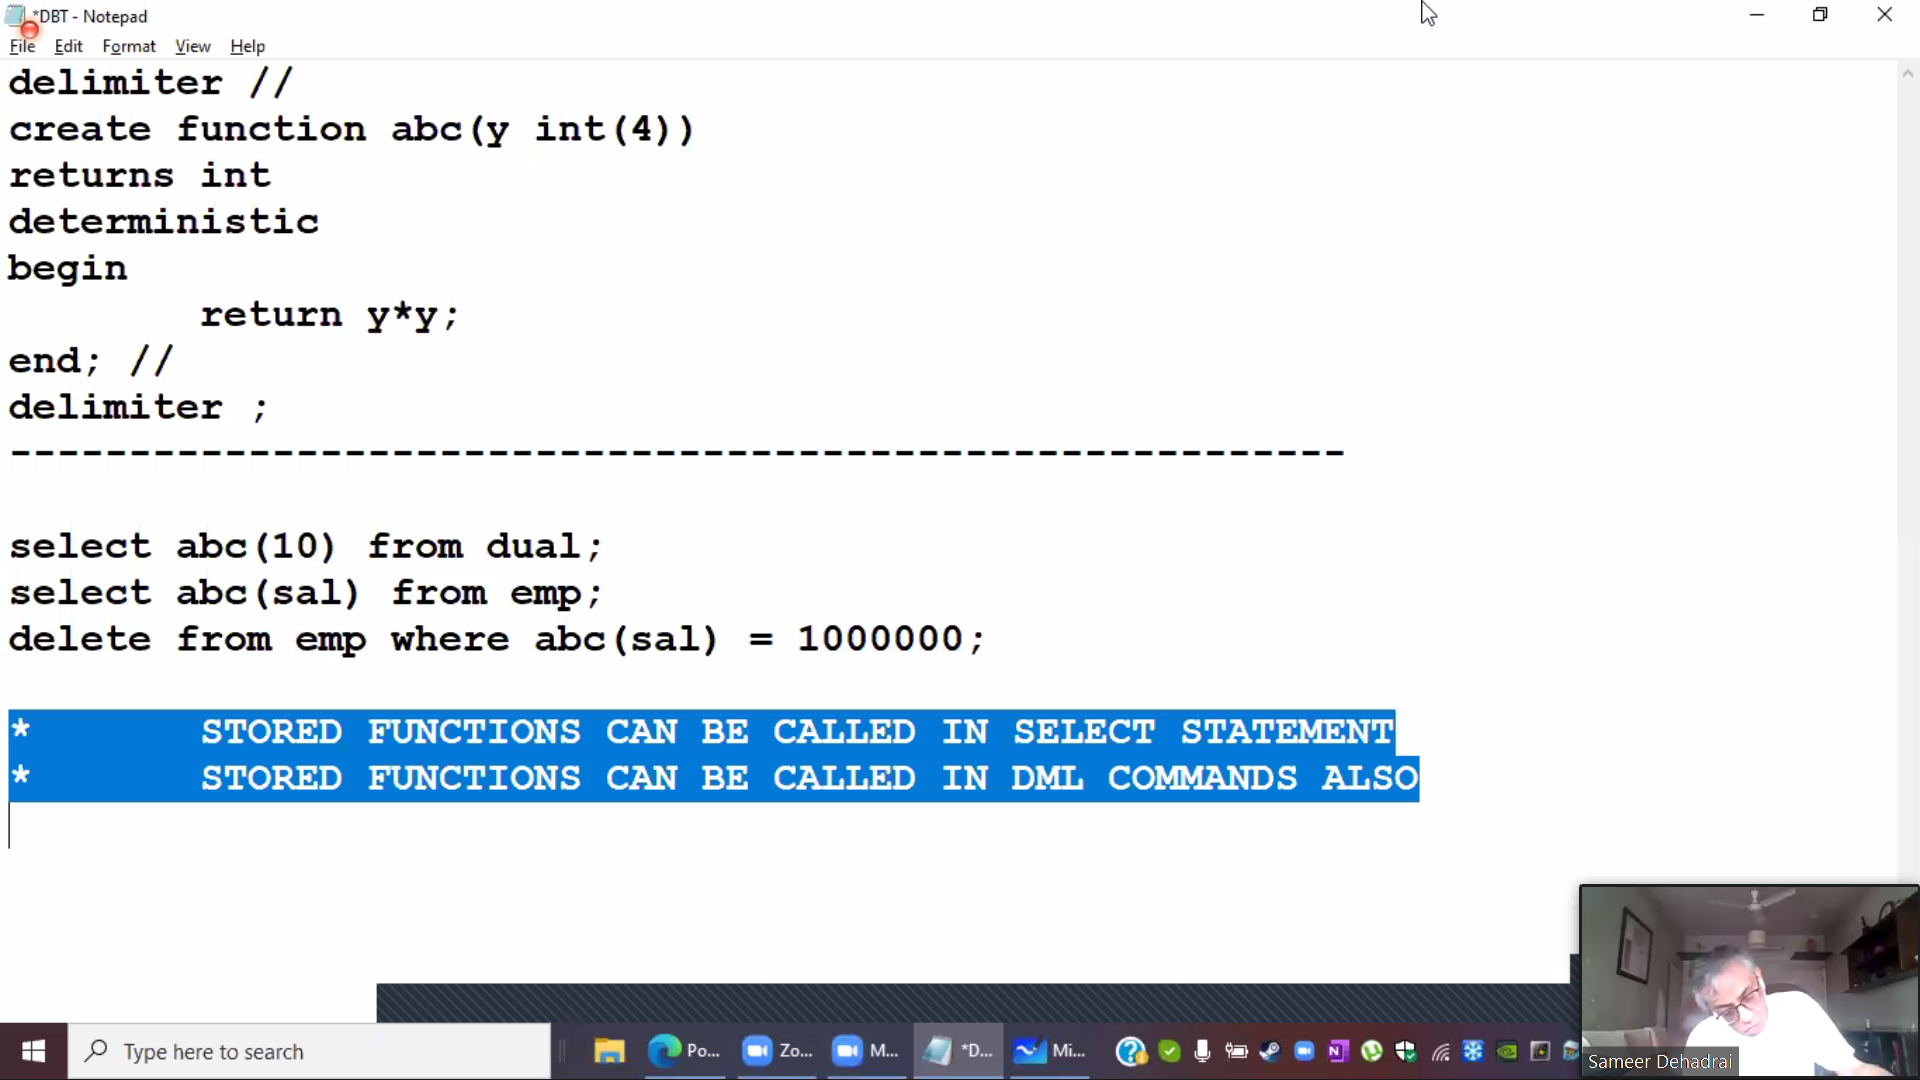 *DBT - Notepad
File Edit Format View Help
delimiter //
create function abc(y int(4))
returns int
deterministic
begin
return y*y;
end; //
delimiter ;
--------------------------------------------------------
select abc(10) from dual;
select abc(sal) from emp;
delete from emp where abc(sal) = 1000000;
* STORED FUNCTIONS CAN BE CALLED IN SELECT STATEMENT
* STORED FUNCTIONS CAN BE CALLED IN DML COMMANDS ALSO
Sameer Dehadrai
Type here to search
Po...
Zo...
M...
*D...
Mi...